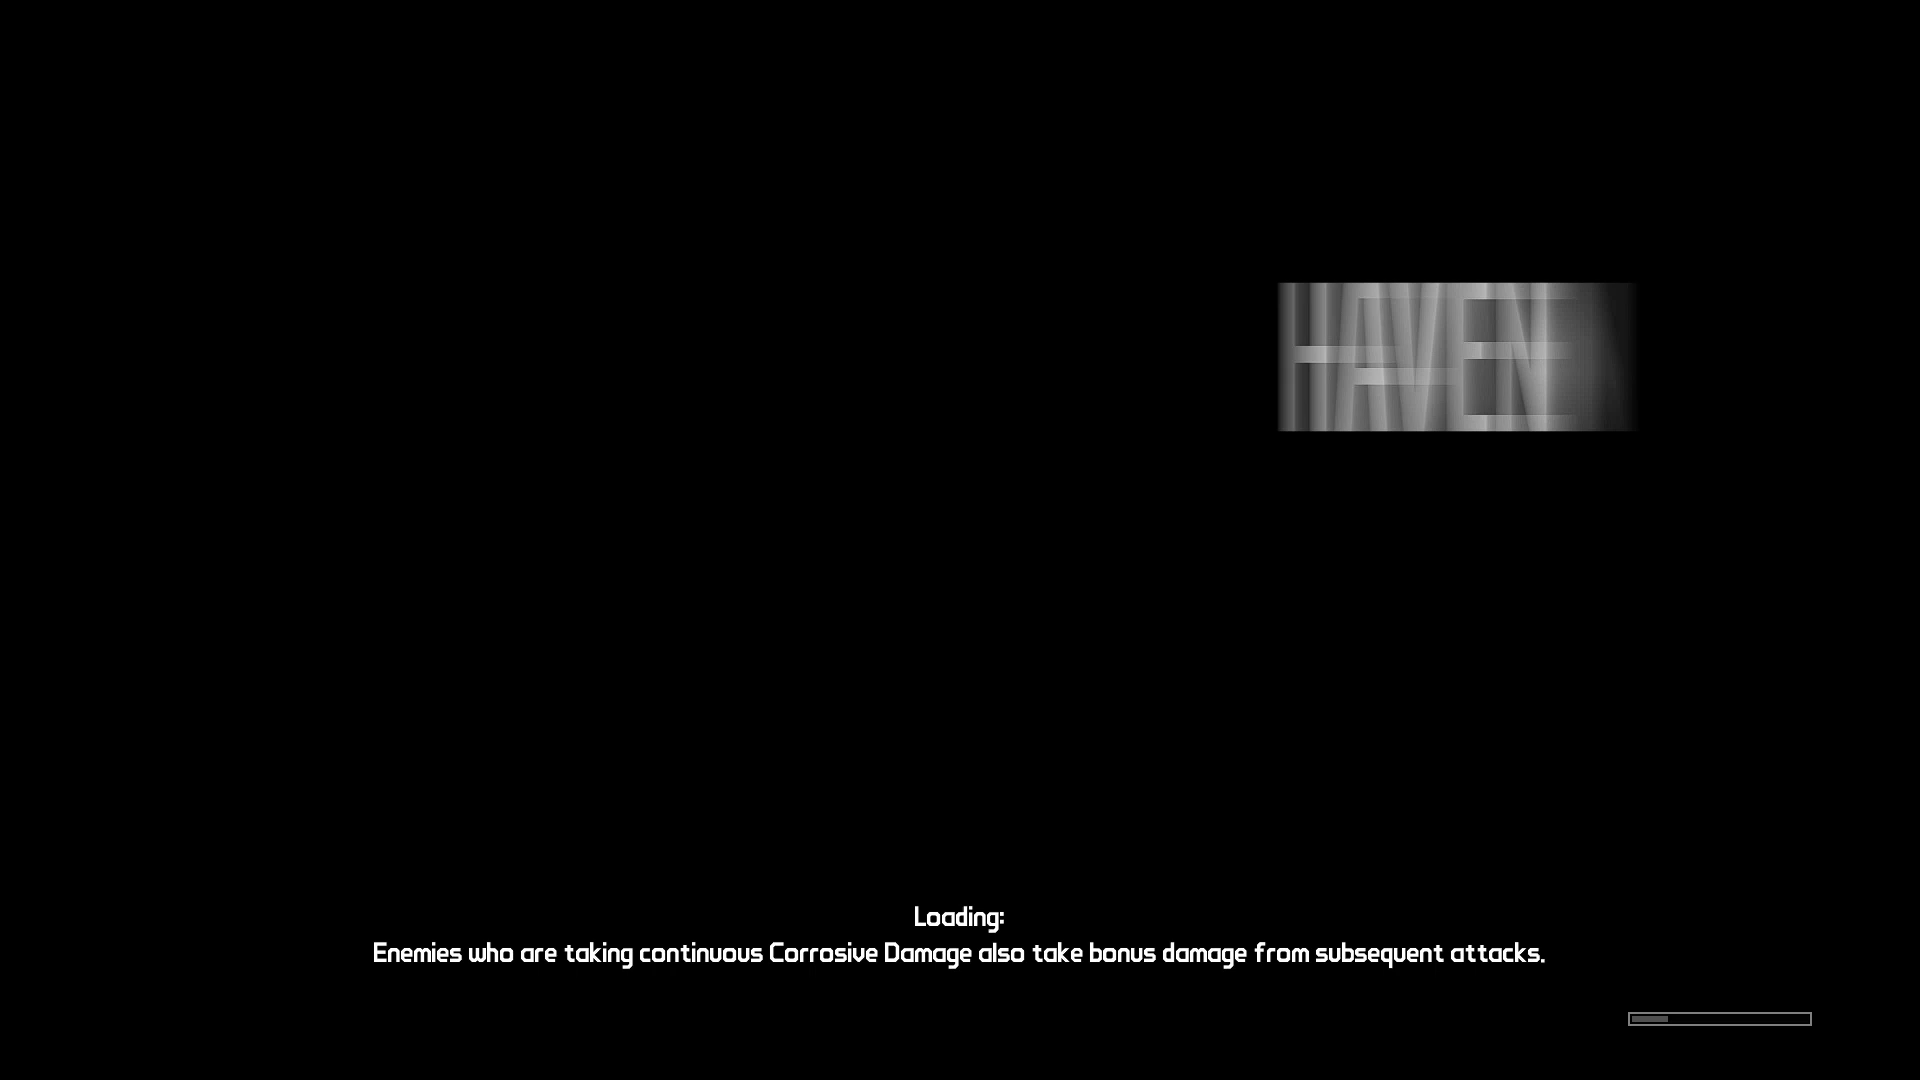 HAVEN
Loading:
Enemies who are taking continuous Corrosive Damage also take bonus damage from subsequent attacks.